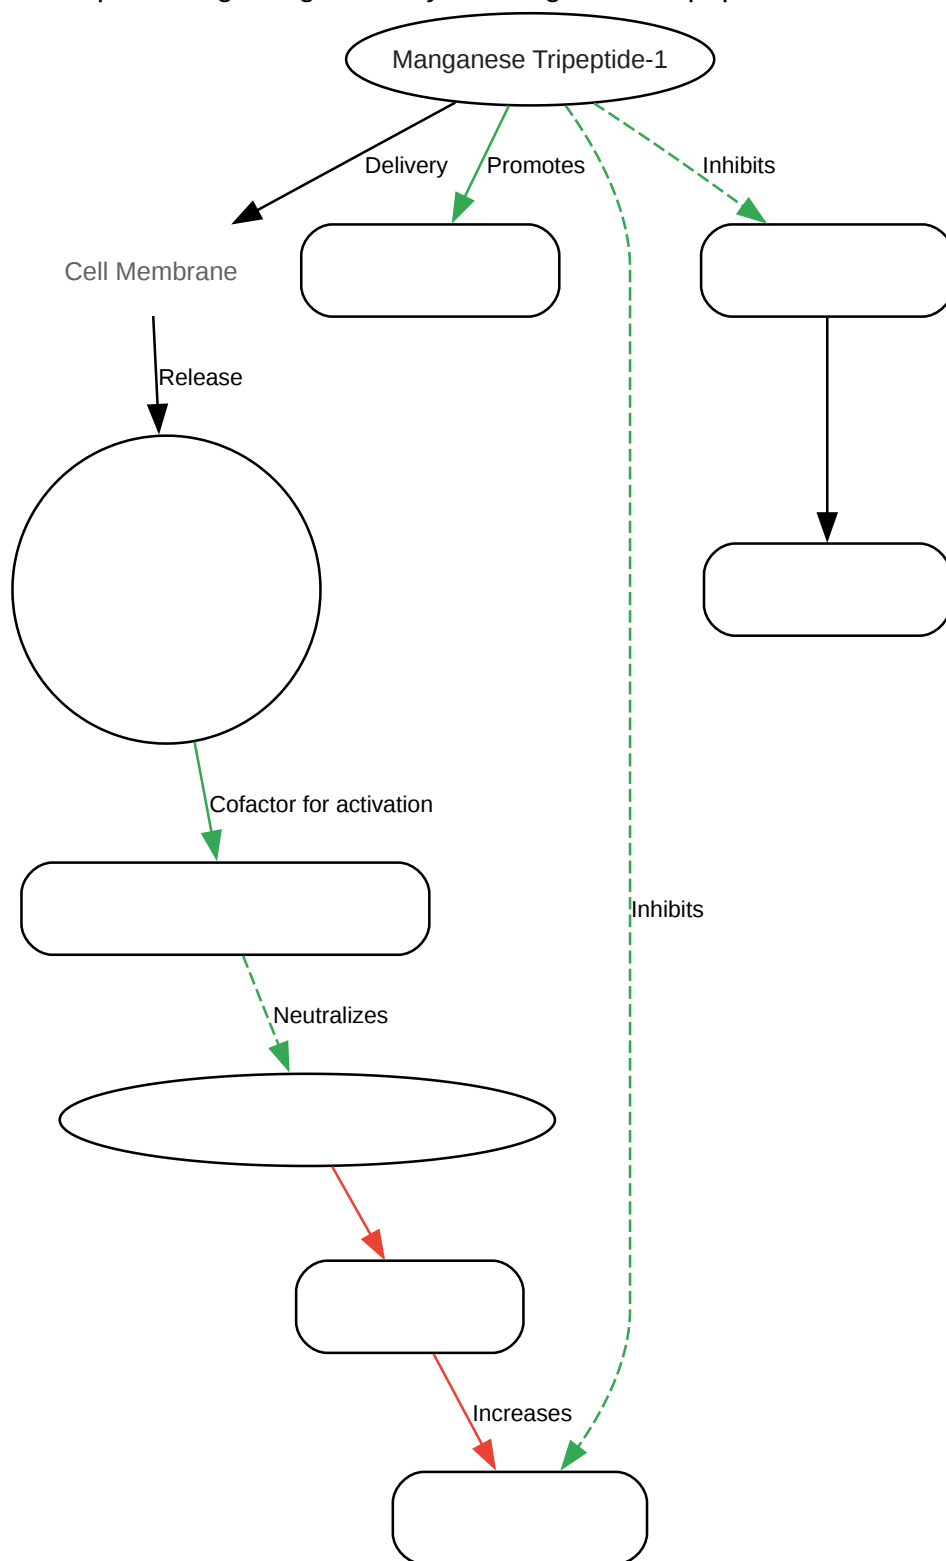 Manganese Tripeptide-1
Delivery
Promotes
Inhibits
Cell Membrane
Release
Cofactor for activation
Inhibits
Neutralizes
Increases